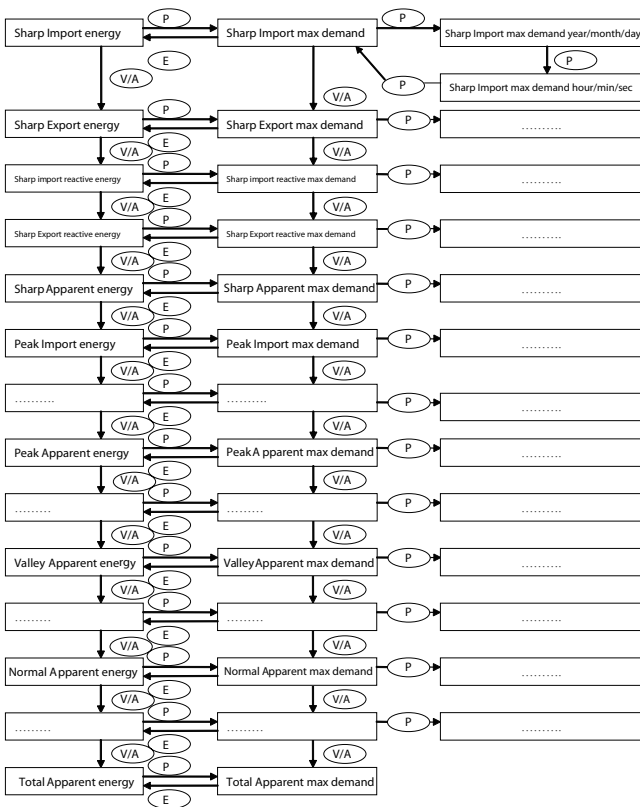 P
Sharp Import energy
Sharp Import max demand
P
Sharp Import max demand year/month/day
E
P
V/A
V/A
P
Sharp Import max demand hour/min/sec
P
Sharp Export energy
Sharp Export max demand
P
..........
V/A
E
V/A
P
Sharp import reactive energy
Sharp import reactive max demand
P
..........
V/A
E
V/A
P
Sharp Export reactive energy
Sharp Export reactive max demand
P
..........
V/A
E
V/A
P
Sharp Apparent energy
Sharp Apparent max demand
P
..........
V/A
E
V/A
P
Peak Import energy
Peak Import max demand
P
..........
V/A
E
V/A
P
.........
.........
P
..........
V/A
E
V/A
P
Peak Apparent energy
Peak A pparent max demand
P
..........
V/A
E
V/A
P
.........
.........
P
..........
V/A
E
V/A
P
Valley Apparent energy
Valley Apparent max demand
P
..........
V/A
E
V/A
P
.........
.........
P
..........
V/A
E
V/A
P
Normal Apparent energy
Normal Apparent max demand
P
..........
V/A
E
V/A
P
.........
.........
P
..........
V/A
E
V/A
P
Total Apparent energy
Total Apparent max demand
E